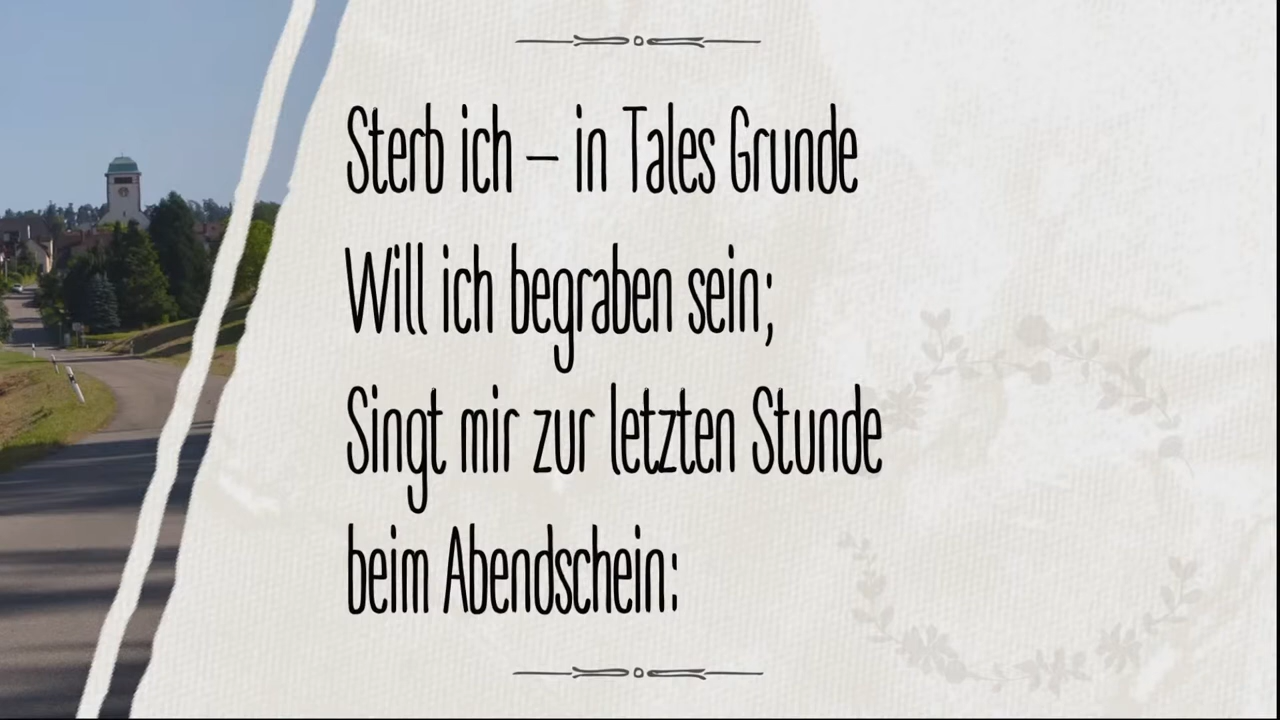 Sterb ich – in Tales Grunde
Will ich begraben sein;
Singt mir zur letzten Stunde
beim Abendschein: